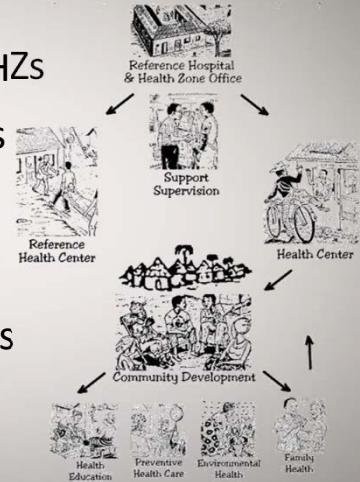 HZs
s
s
Reference Hospital
& Health Zone Office
Support
Supervision
Reference
Health Center
Health Center
Community Development
Health
Education
Preventive
Health Care
Environmental
Health
Family
Health